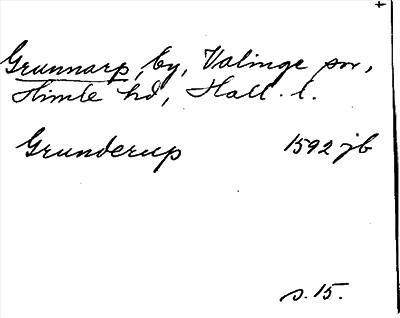 +
Grunnarp, by, Valinge sn,
Himle hd, Hall. l.
Grunderup 1592 jb
s. 15.